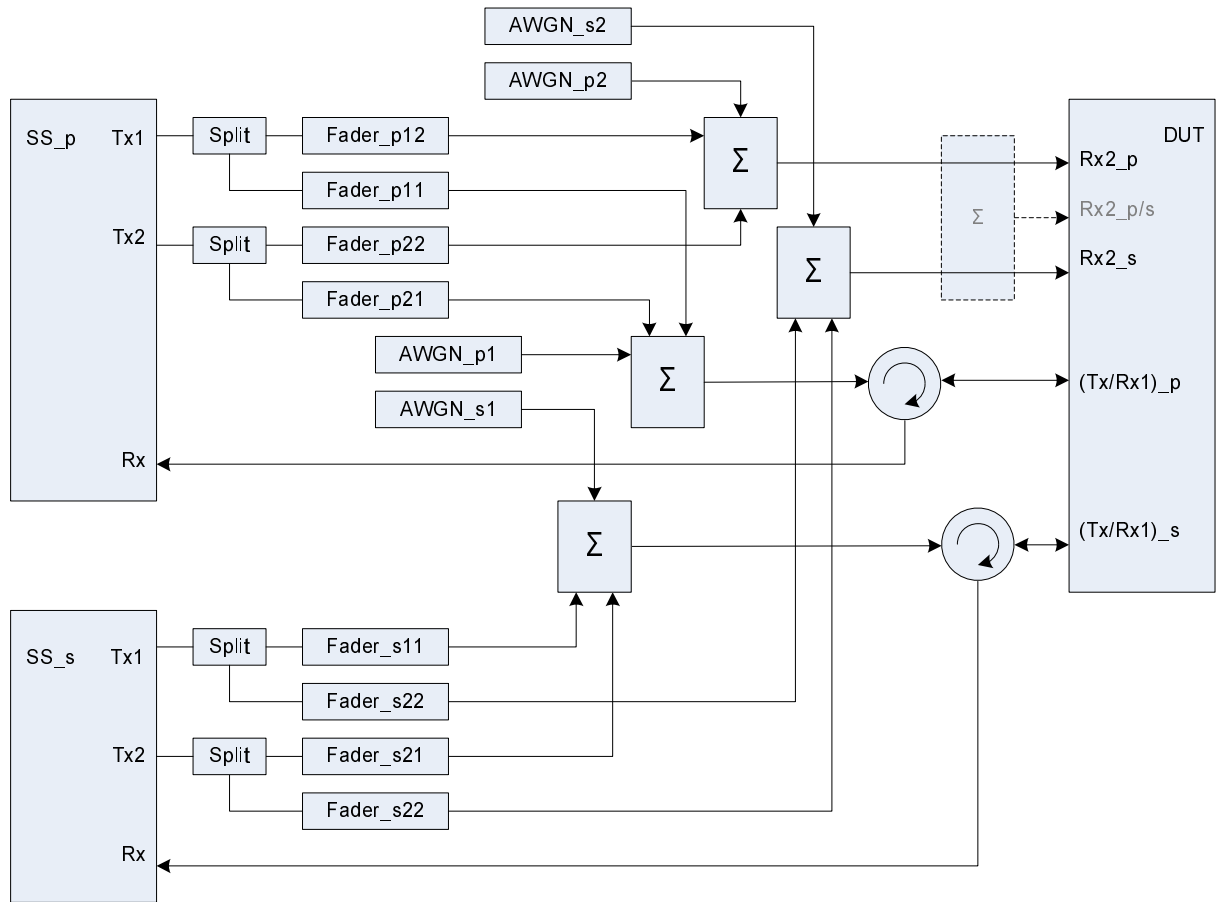 AWGN_s2
AWGN_p2
SS_p
Tx1
Split
Fader_p12
Σ
DUT
Rx2_p
Fader_p11
Σ
Rx2_p/s
Tx2
Split
Fader_p22
Σ
Rx2_s
Fader_p21
AWGN_p1
Σ
(Tx/Rx1)_p
AWGN_s1
Rx
Σ
(Tx/Rx1)_s
SS_s
Tx1
Split
Fader_s11
Fader_s22
Tx2
Split
Fader_s21
Fader_s22
Rx